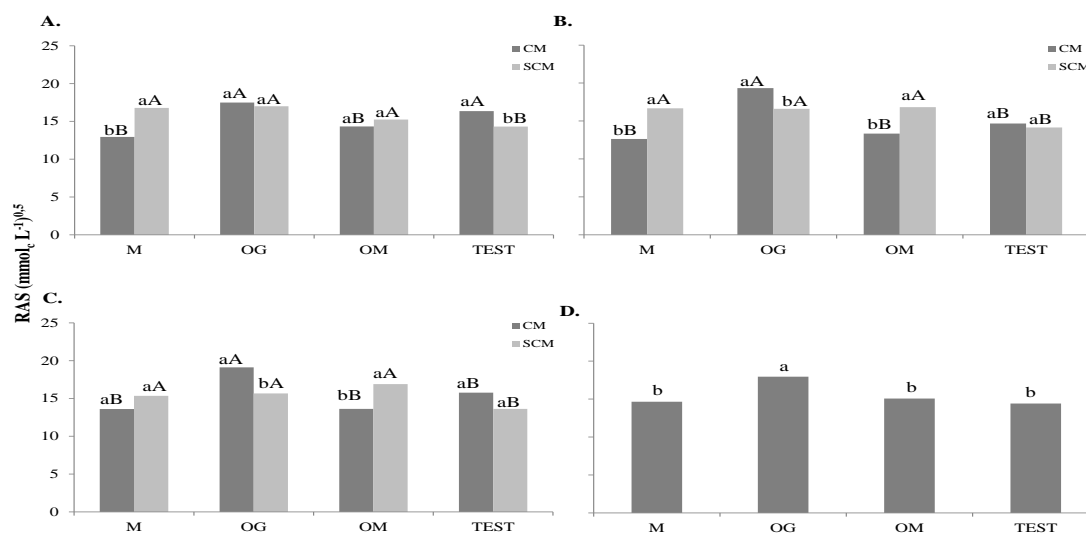 A.
25
20
15
10
5
0
CM
SCM
bB
aA
aA
aA
aB
aA
aA
bB
M
OG
OM
TEST
B.
CM
SCM
bB
aA
aA
bA
bB
aA
aB
aB
M
OG
OM
TEST
RAS (mmolc L-1)0,5
C.
25
20
15
10
5
0
CM
SCM
aB
aA
aA
bA
bB
aA
aB
aB
M
OG
OM
TEST
D.
b
a
b
b
M
OG
OM
TEST